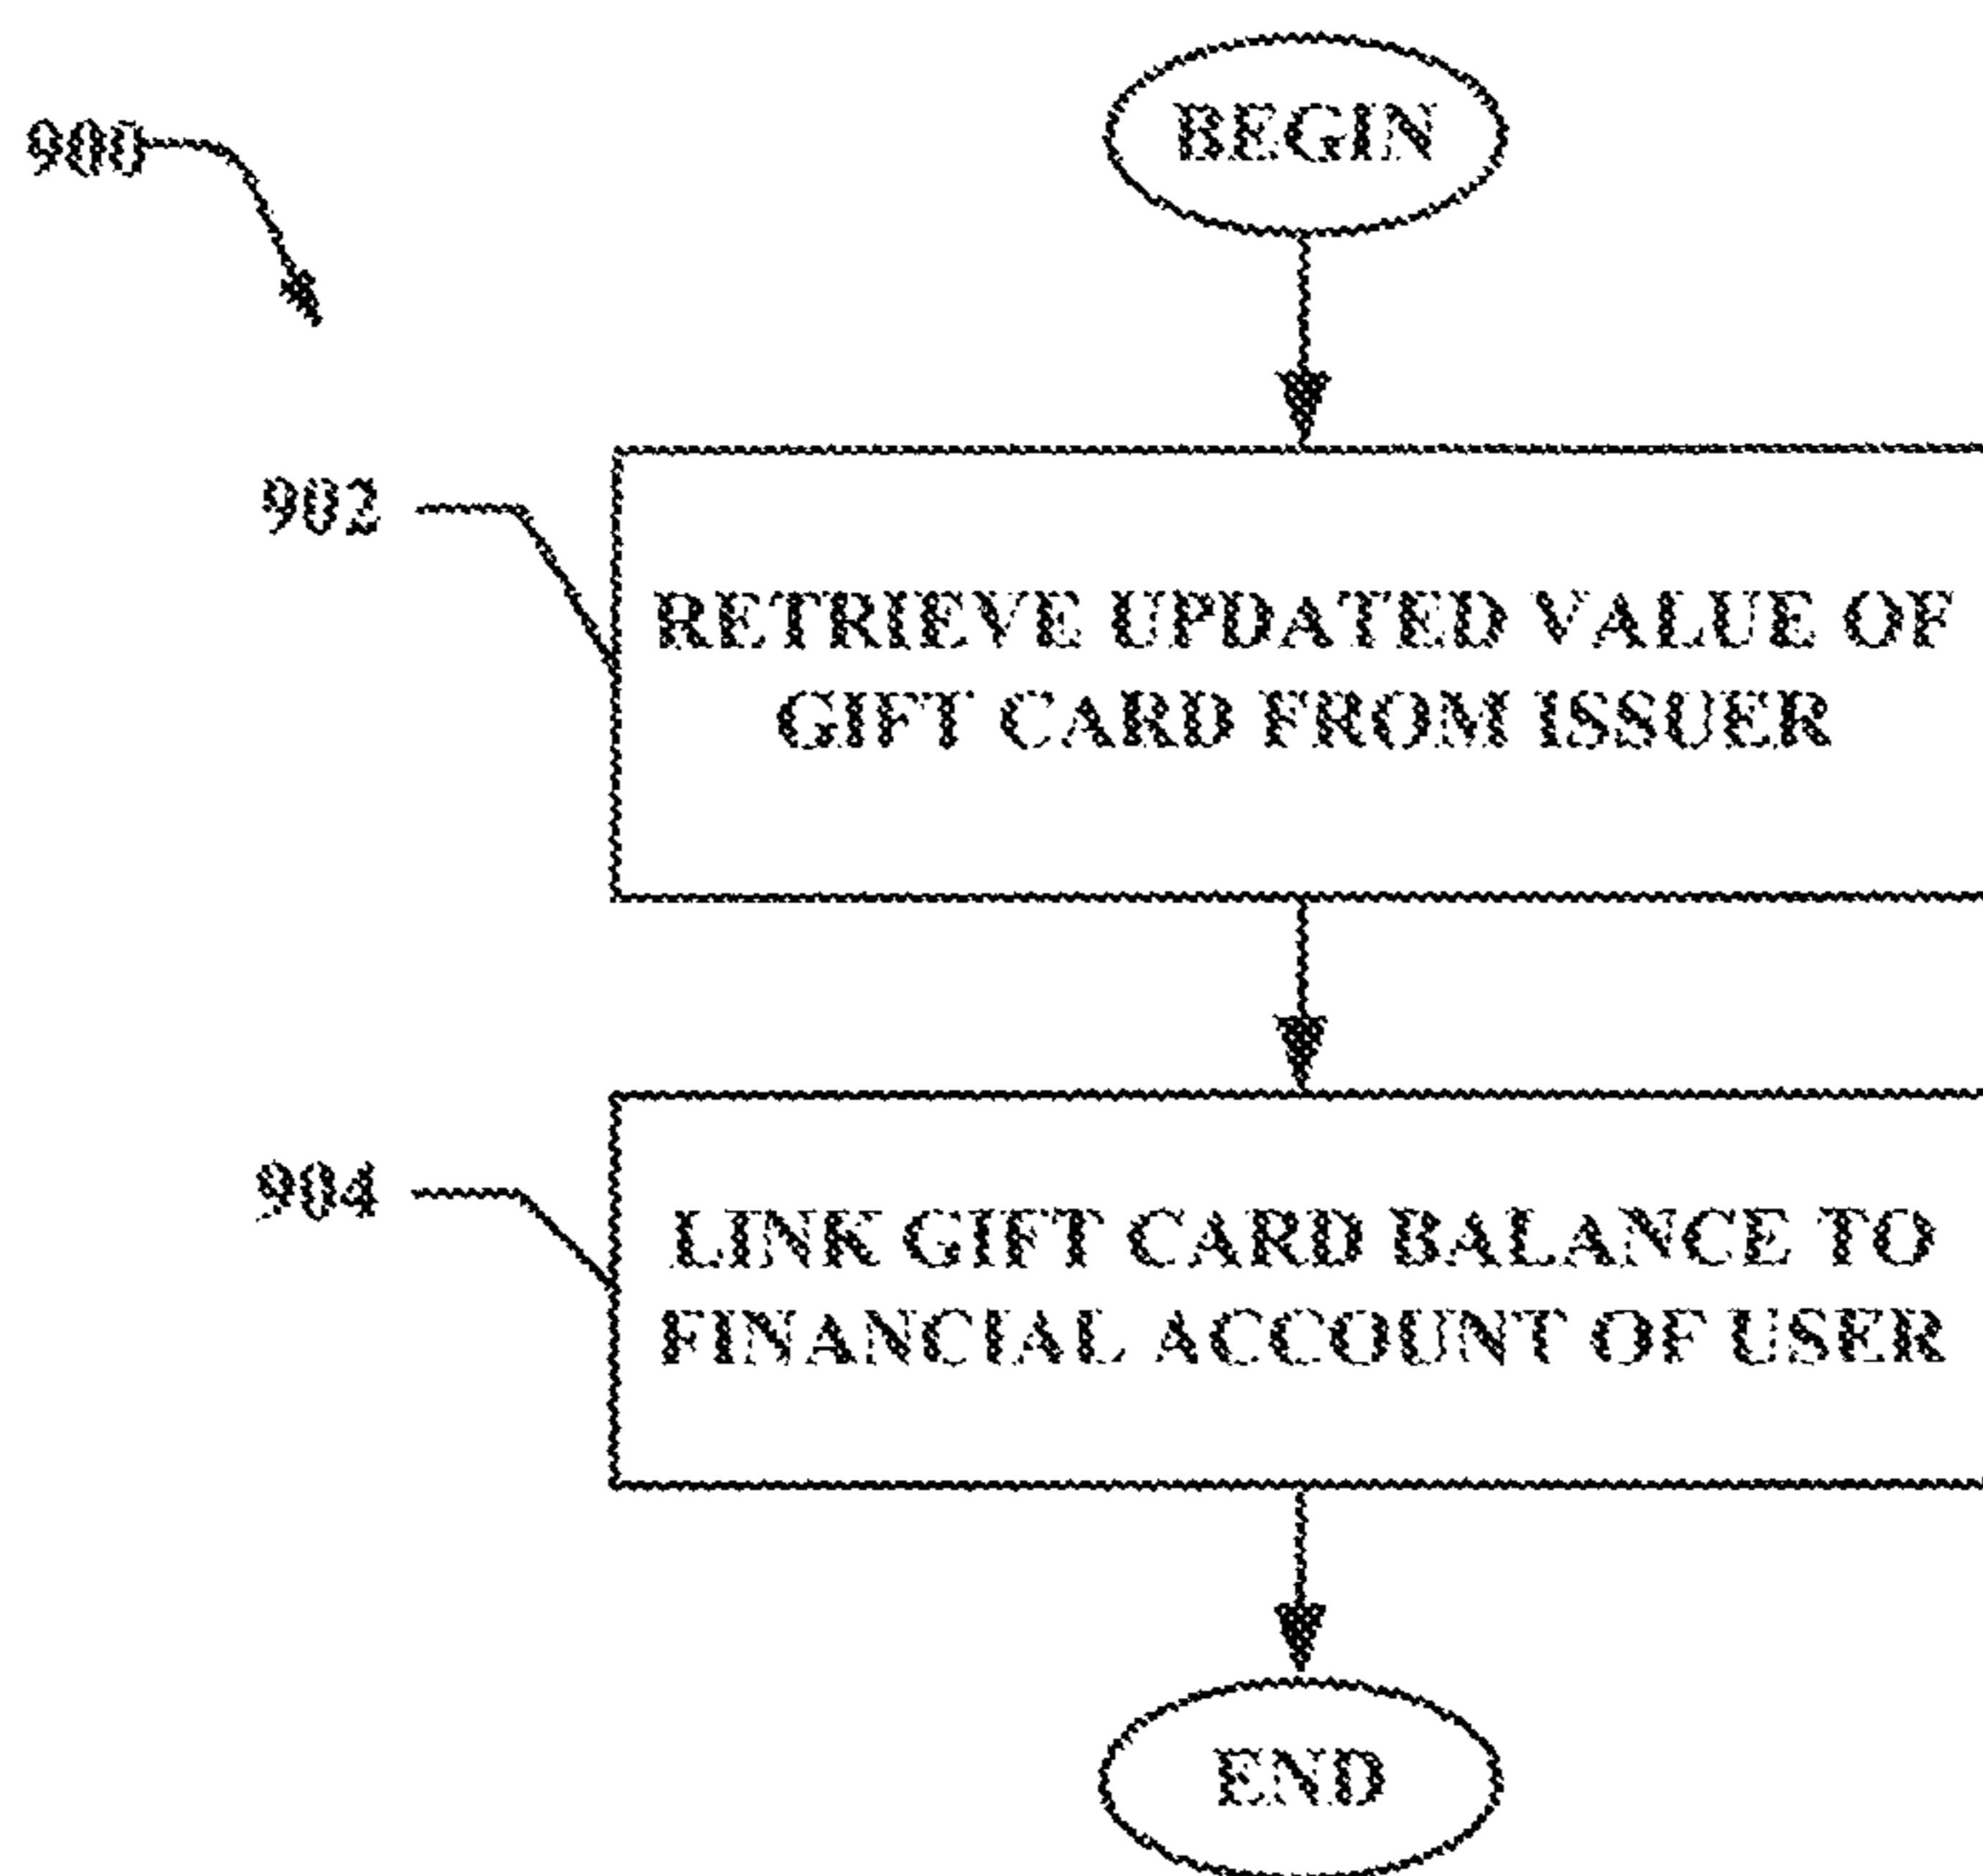 900
BEGIN
902
RETRIEVE UPDATED VALUE OF
GIFT CARD FROM ISSUER
904
LINK GIFT CARD BALANCE TO
FINANCIAL ACCOUNT OF USER
END